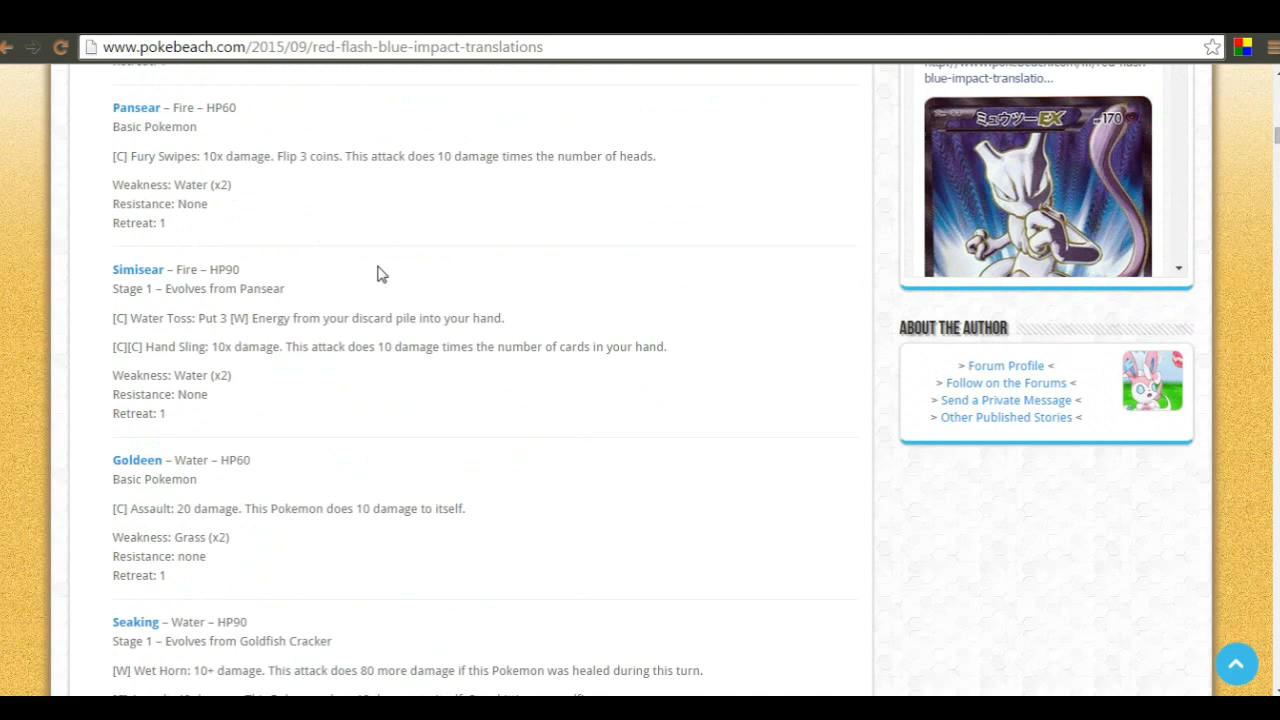 www.pokebeach.com/2015/09/red-flash-blue-impact-translations
Pansear – Fire – HP60
Basic Pokemon
[C] Fury Swipes: 10x damage. Flip 3 coins. This attack does 10 damage times the number of heads.
Weakness: Water (x2)
Resistance: None
Retreat: 1
Simisear – Fire – HP90
Stage 1 – Evolves from Pansear
[C] Water Toss: Put 3 [W] Energy from your discard pile into your hand.
[C][C] Hand Sling: 10x damage. This attack does 10 damage times the number of cards in your hand.
Weakness: Water (x2)
Resistance: None
Retreat: 1
Goldeen – Water – HP60
Basic Pokemon
[C] Assault: 20 damage. This Pokemon does 10 damage to itself.
Weakness: Grass (x2)
Resistance: none
Retreat: 1
Seaking – Water – HP90
Stage 1 – Evolves from Goldfish Cracker
[W] Wet Horn: 10+ damage. This attack does 80 more damage if this Pokemon was healed during this turn.
blue-impact-translatio...
ミュウツーEX
170
ABOUT THE AUTHOR
> Forum Profile <
> Follow on the Forums <
> Send a Private Message <
> Other Published Stories <